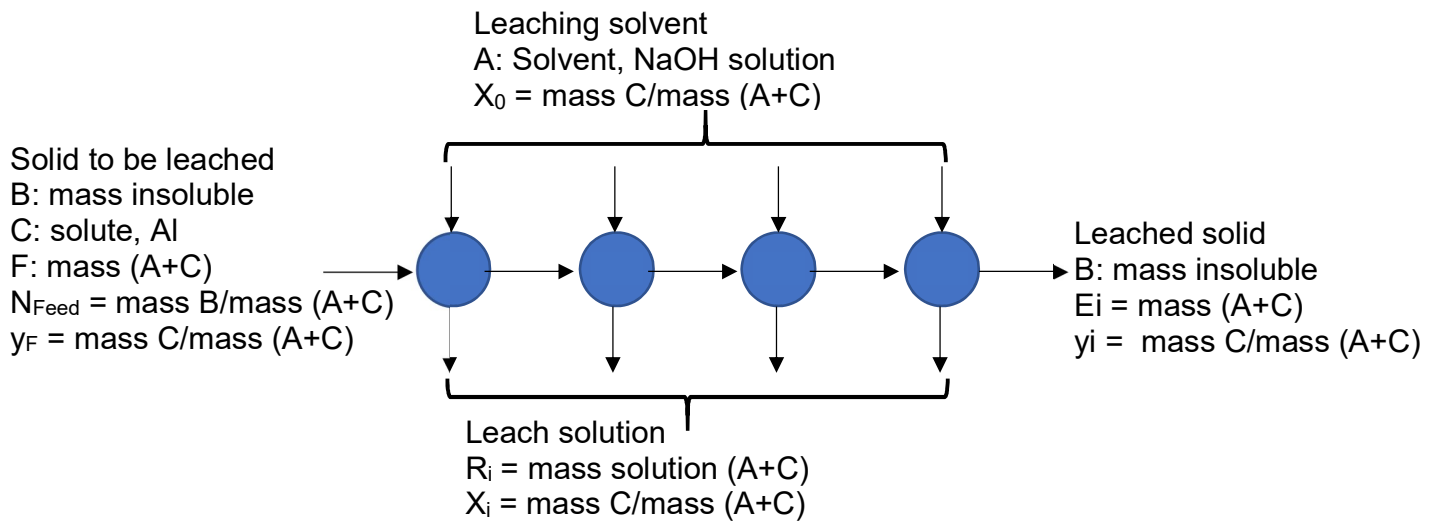 Leaching solvent
A: Solvent, NaOH solution
X₀ = mass C/mass (A+C)
Solid to be leached
B: mass insoluble
C: solute, Al
F: mass (A+C)
N_Feed = mass B/mass (A+C)
y_F = mass C/mass (A+C)
Leached solid
B: mass insoluble
Ei = mass (A+C)
yi =  mass C/mass (A+C)
Leach solution
Rᵢ = mass solution (A+C)
Xᵢ = mass C/mass (A+C)